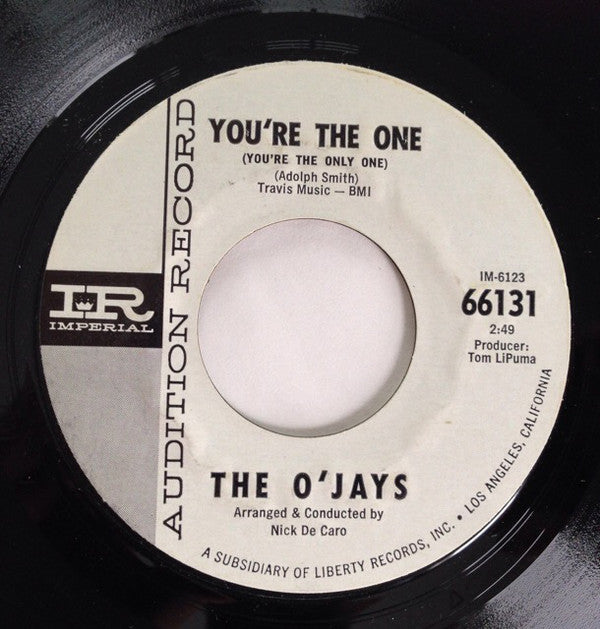 YOU'RE THE ONE
(YOU'RE THE ONLY ONE)
(Adolph Smith)
Travis Music — BMI
AUDITION RECORD
IR
IMPERIAL
IM-6123
66131
2:49
Producer:
Tom LiPuma
THE O'JAYS
Arranged & Conducted by
Nick De Caro
A SUBSIDIARY OF LIBERTY RECORDS, INC. • LOS ANGELES, CALIFORNIA